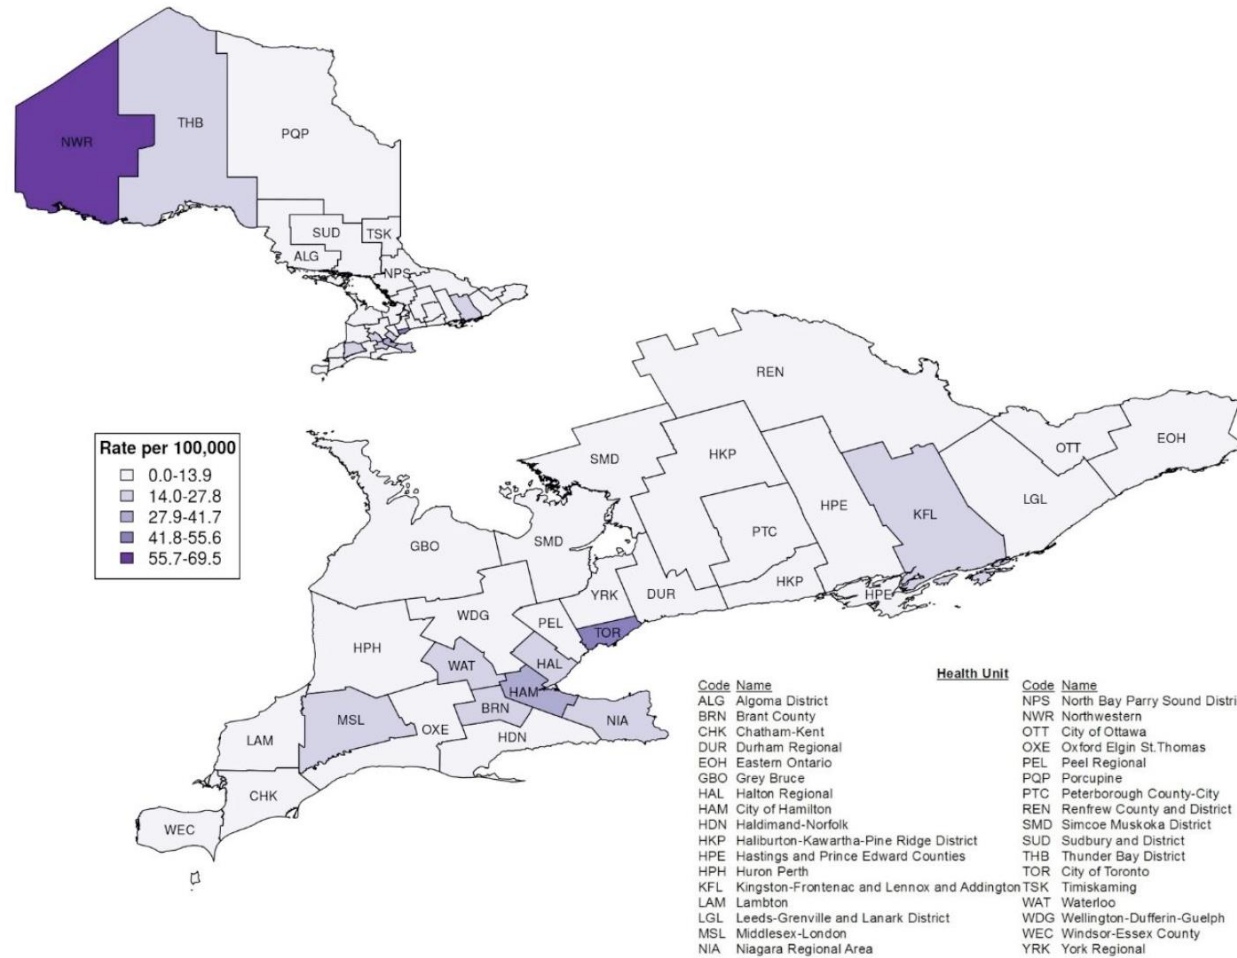 NWR
THB
PQP
SUD
TSK
ALG
NPS
REN
Rate per 100,000
0.0-13.9
14.0-27.8
27.9-41.7
41.8-55.6
55.7-69.5
SMD
HKP
OTT
EOH
HPE
KFL
LGL
GBO
SMD
PTC
HKP
YRK
DUR
HPE
WDG
PEL
TOR
HPH
WAT
HAL
HAM
BRN
MSL
OXE
NIA
HDN
LAM
CHK
WEC
Health Unit
Code Name
ALG Algoma District
BRN Brant County
CHK Chatham-Kent
DUR Durham Regional
EOH Eastern Ontario
GBO Grey Bruce
HAL Halton Regional
HAM City of Hamilton
HDN Haldimand-Norfolk
HKP Haliburton-Kawartha-Pine Ridge District
HPE Hastings and Prince Edward Counties
HPH Huron Perth
KFL Kingston-Frontenac and Lennox and Addington
LAM Lambton
LGL Leeds-Grenville and Lanark District
MSL Middlesex-London
NIA Niagara Regional Area
Code Name
NPS North Bay Parry Sound Distri
NWR Northwestern
OTT City of Ottawa
OXE Oxford Elgin St.Thomas
PEL Peel Regional
PQP Porcupine
PTC Peterborough County-City
REN Renfrew County and District
SMD Simcoe Muskoka District
SUD Sudbury and District
THB Thunder Bay District
TOR City of Toronto
TSK Timiskaming
WAT Waterloo
WDG Wellington-Dufferin-Guelph
WEC Windsor-Essex County
YRK York Regional